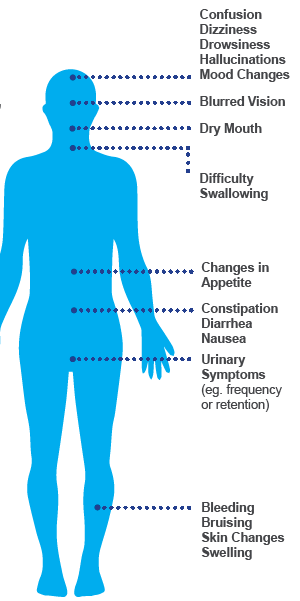 Confusion
Dizziness
Drowsiness
Hallucinations
Mood Changes
Blurred Vision
Dry Mouth
Difficulty
Swallowing
Changes in
Appetite
Constipation
Diarrhea
Nausea
Urinary
Symptoms
(eg. frequency
or retention)
Bleeding
Bruising
Skin Changes
Swelling